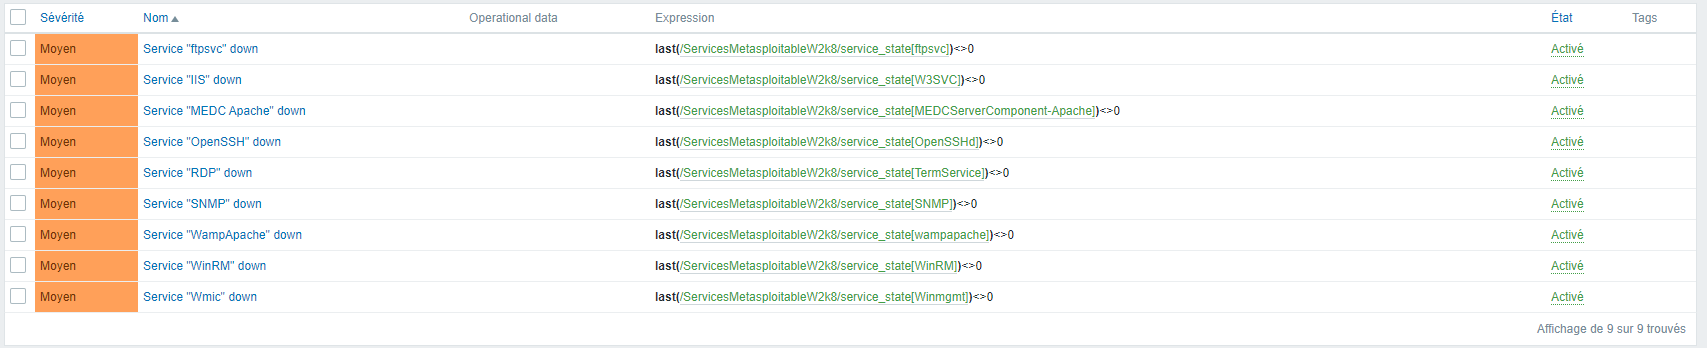 Sévérité Nom Operational data Expression État Tags
Moyen Service "ftpsvc" down last(/ServicesMetasploitableW2k8/service_state[ftpsvc])<>0 Activé
Moyen Service "IIS" down last(/ServicesMetasploitableW2k8/service_state[W3SVC])<>0 Activé
Moyen Service "MEDC Apache" down last(/ServicesMetasploitableW2k8/service_state[MEDCServerComponent-Apache])<>0 Activé
Moyen Service "OpenSSH" down last(/ServicesMetasploitableW2k8/service_state[OpenSSHd])<>0 Activé
Moyen Service "RDP" down last(/ServicesMetasploitableW2k8/service_state[TermService])<>0 Activé
Moyen Service "SNMP" down last(/ServicesMetasploitableW2k8/service_state[SNMP])<>0 Activé
Moyen Service "WampApache" down last(/ServicesMetasploitableW2k8/service_state[wampapache])<>0 Activé
Moyen Service "WinRM" down last(/ServicesMetasploitableW2k8/service_state[WinRM])<>0 Activé
Moyen Service "Wmic" down last(/ServicesMetasploitableW2k8/service_state[Winmgmt])<>0 Activé
Affichage de 9 sur 9 trouvés